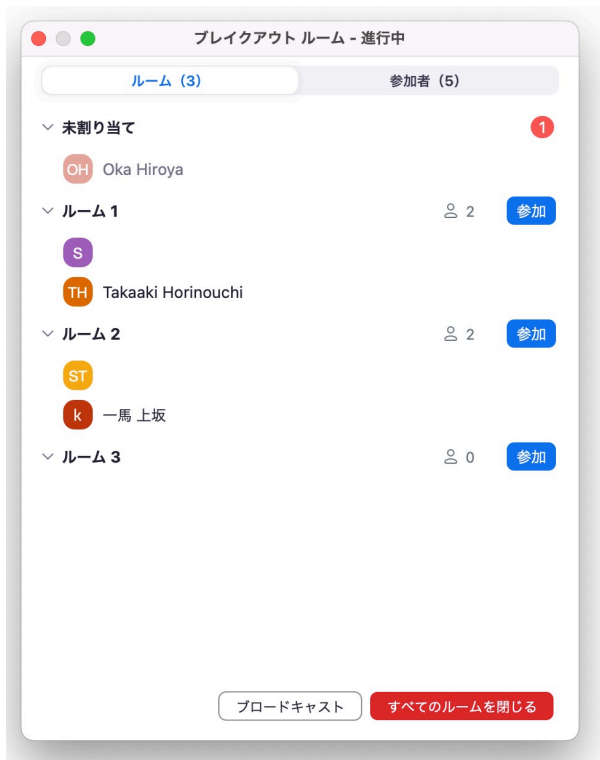 ブレイクアウト ルーム - 進行中
ルーム（3） 参加者（5）
未割り当て 1
OH Oka Hiroya
ルーム 1 2 参加
S
TH Takaaki Horinouchi
ルーム 2 2 参加
ST
k 一馬 上坂
ルーム 3 0 参加
ブロードキャスト すべてのルームを閉じる